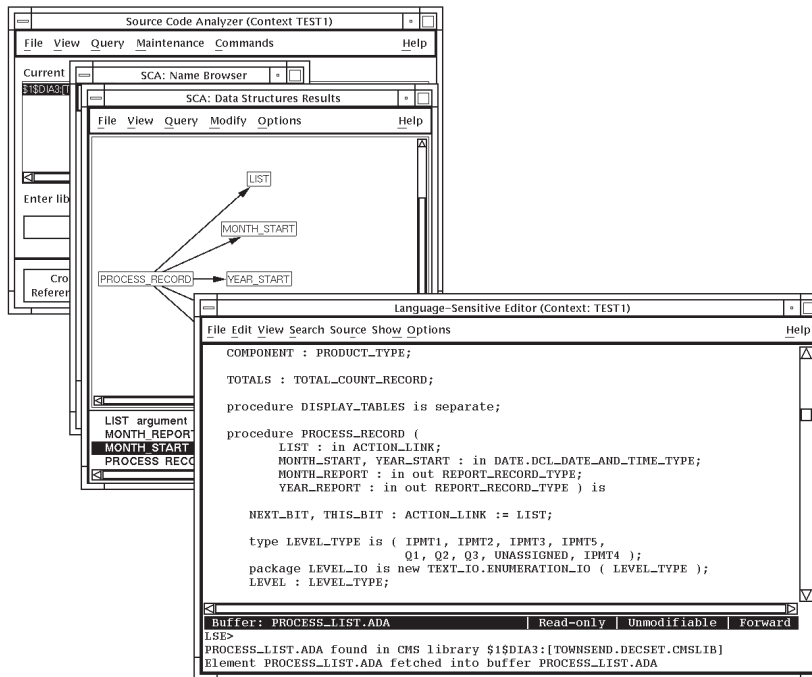 Source Code Analyzer (Context TEST1)
File View Query Maintenance Commands Help
Current
$1$DIA3:[T
Enter lib
Cro
Referer
SCA: Name Browser
SCA: Data Structures Results
File View Query Modify Options Help
LIST
MONTH_START
PROCESS_RECORD
YEAR_START
LIST argument
MONTH_REPORT
MONTH_START
PROCESS RECO
Language-Sensitive Editor (Context: TEST1)
File Edit View Search Source Show Options Help
COMPONENT : PRODUCT_TYPE;
TOTALS : TOTAL_COUNT_RECORD;
procedure DISPLAY_TABLES is separate;
procedure PROCESS_RECORD (
LIST : in ACTION_LINK;
MONTH_START, YEAR_START : in DATE.DCL_DATE_AND_TIME_TYPE;
MONTH_REPORT : in out REPORT_RECORD_TYPE;
YEAR_REPORT : in out REPORT_RECORD_TYPE ) is
NEXT_BIT, THIS_BIT : ACTION_LINK := LIST;
type LEVEL_TYPE is ( IPMT1, IPMT2, IPMT3, IPMT5,
Q1, Q2, Q3, UNASSIGNED, IPMT4 );
package LEVEL_IO is new TEXT_IO.ENUMERATION_IO ( LEVEL_TYPE );
LEVEL : LEVEL_TYPE;
Buffer: PROCESS_LIST.ADA | Read-only | Unmodifiable | Forward
LSE>
PROCESS_LIST.ADA found in CMS library $1$DIA3:[TOWNSEND.DECSET.CMSLIB]
Element PROCESS_LIST.ADA fetched into buffer PROCESS_LIST.ADA